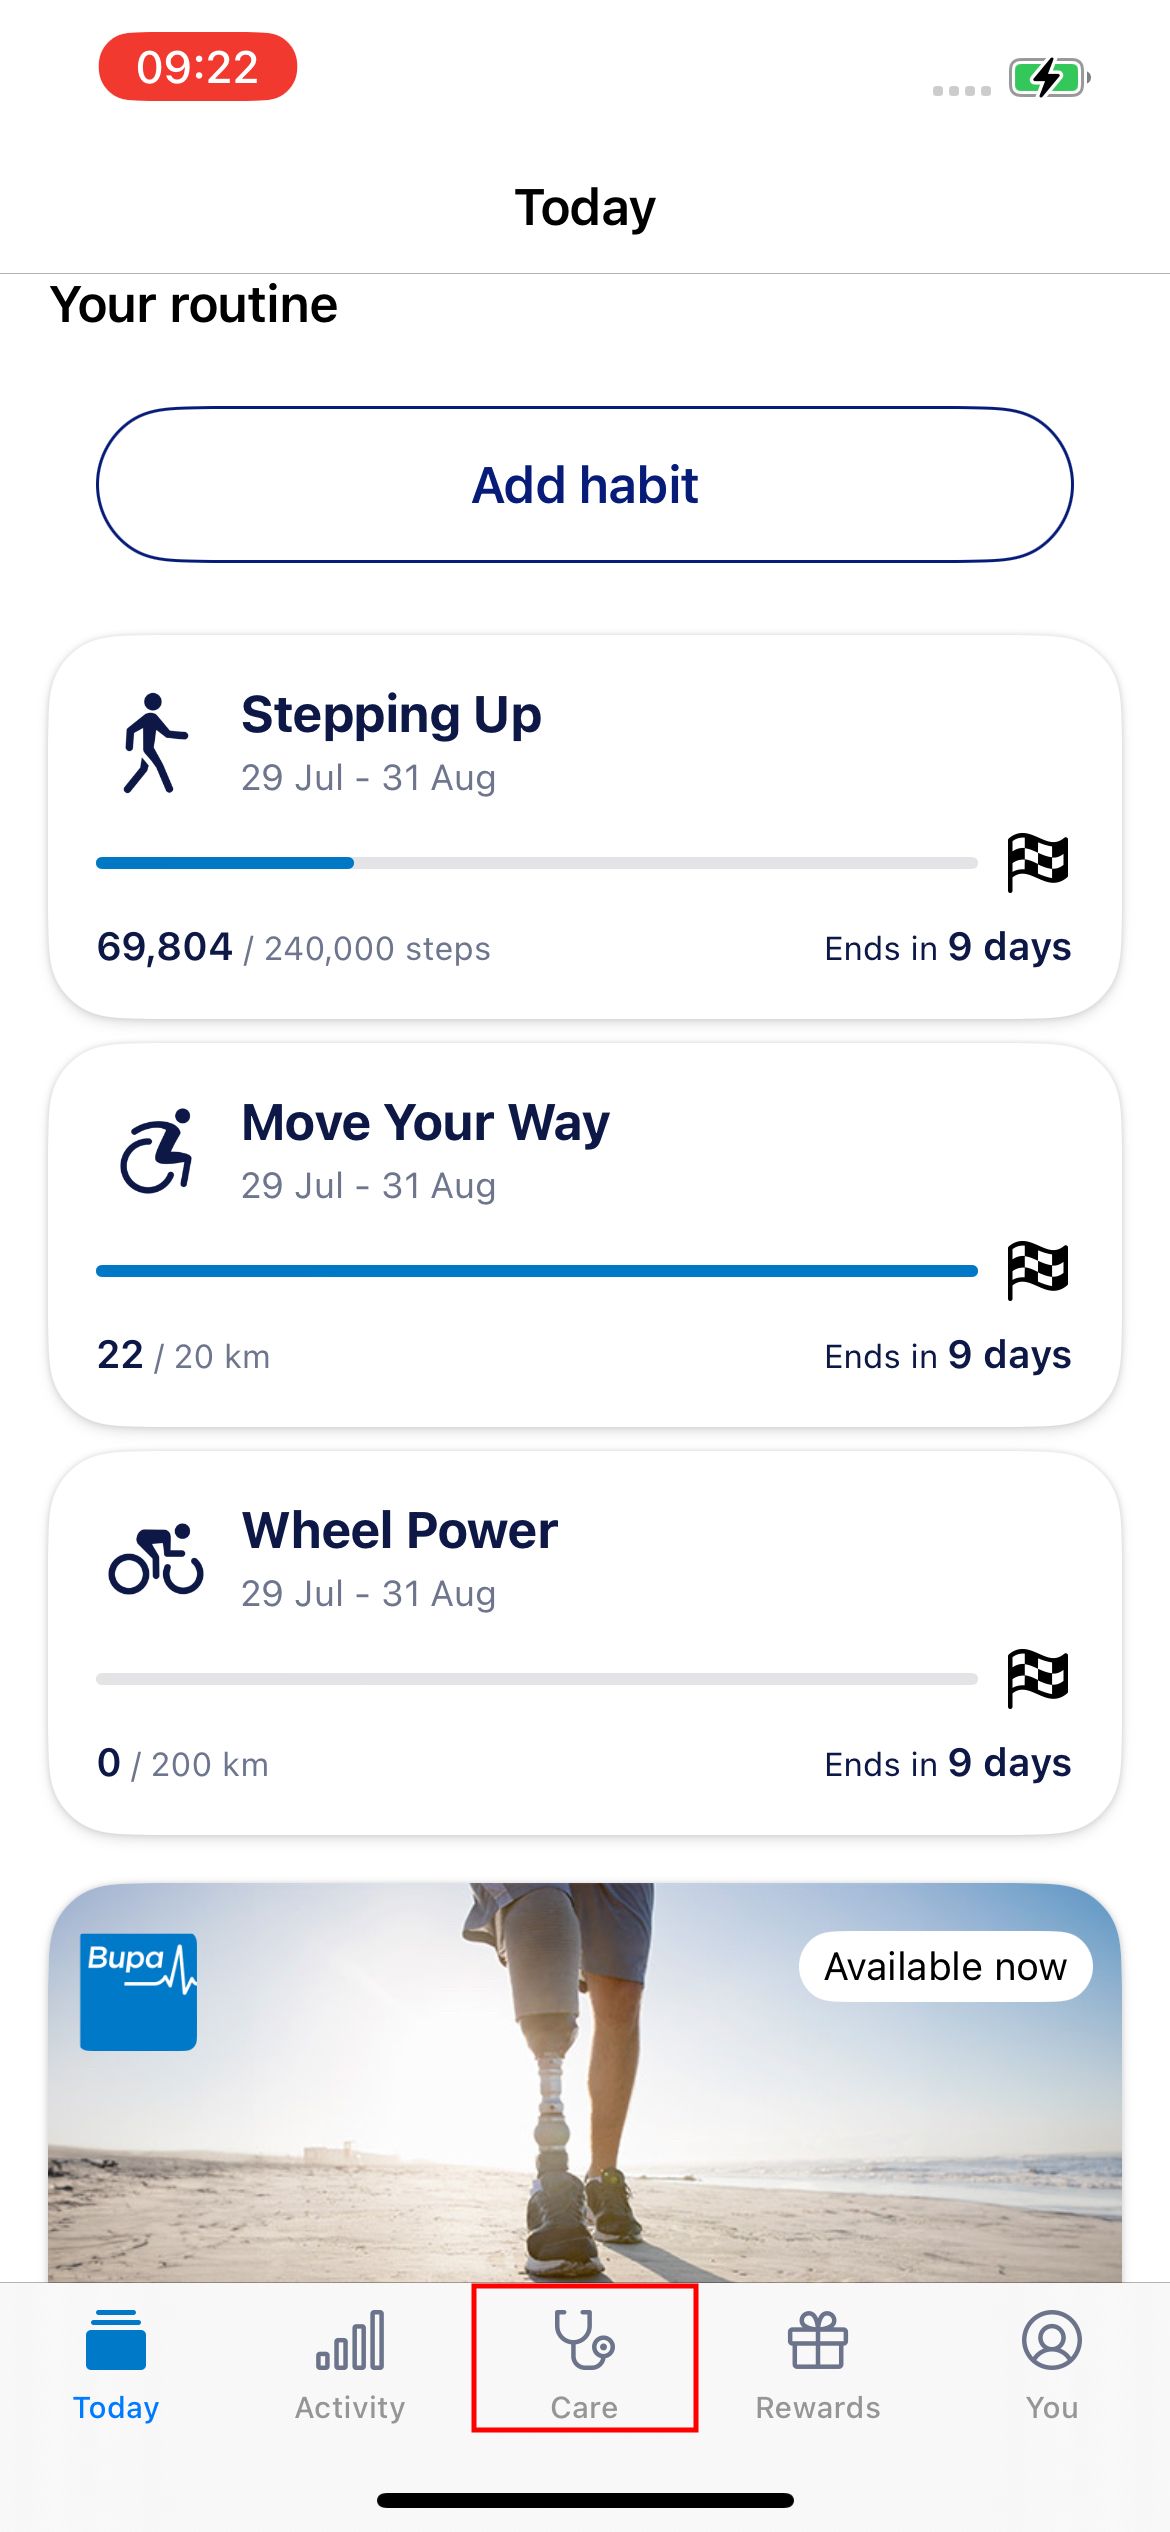 09:22
Today
Your routine
Add habit
Stepping Up
29 Jul - 31 Aug
69,804 / 240,000 steps
Ends in 9 days
Move Your Way
29 Jul - 31 Aug
22 / 20 km
Ends in 9 days
Wheel Power
29 Jul - 31 Aug
0 / 200 km
Ends in 9 days
Bupa
Available now
Today
Activity
Care
Rewards
You